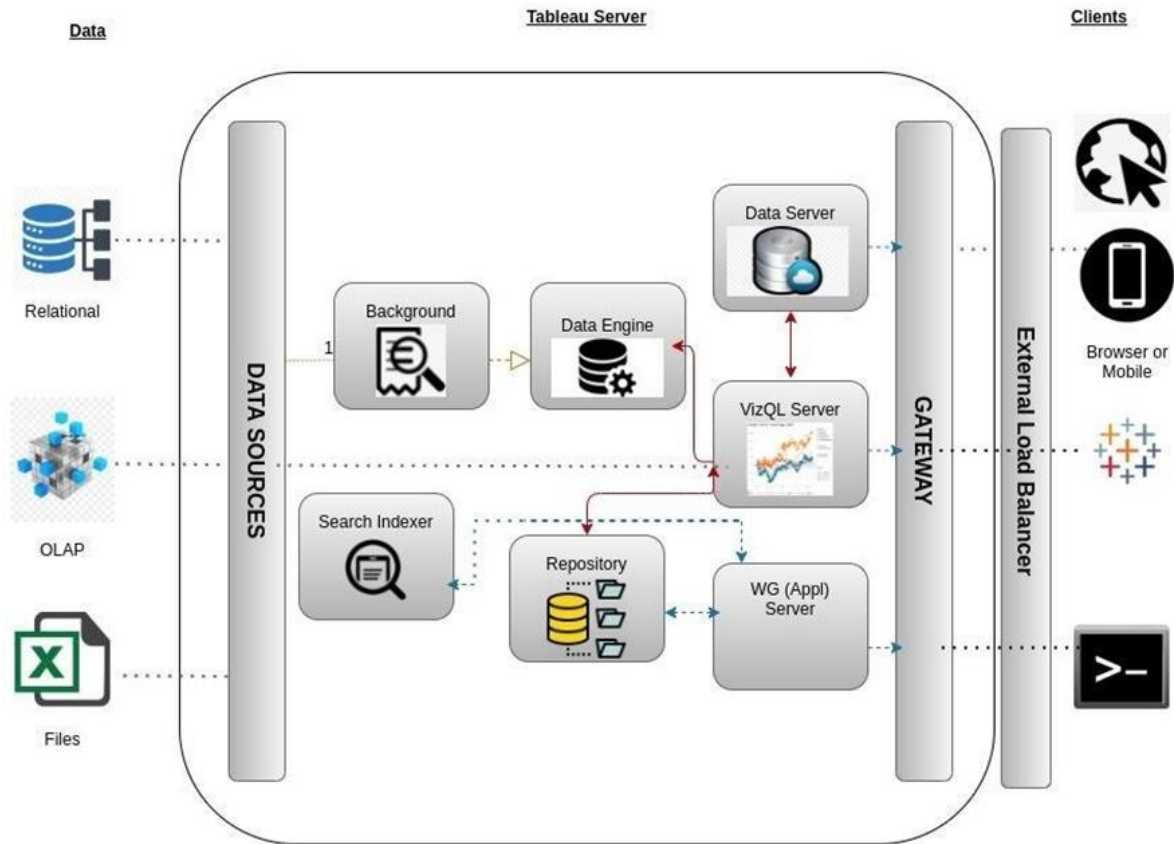 Data
Tableau Server
Clients
Relational
OLAP
Files
DATA SOURCES
1
Background
Data Engine
Data Server
VizQL Server
Search Indexer
Repository
WG (Appl)
Server
GATEWAY
External Load Balancer
Browser or
Mobile
X
>-